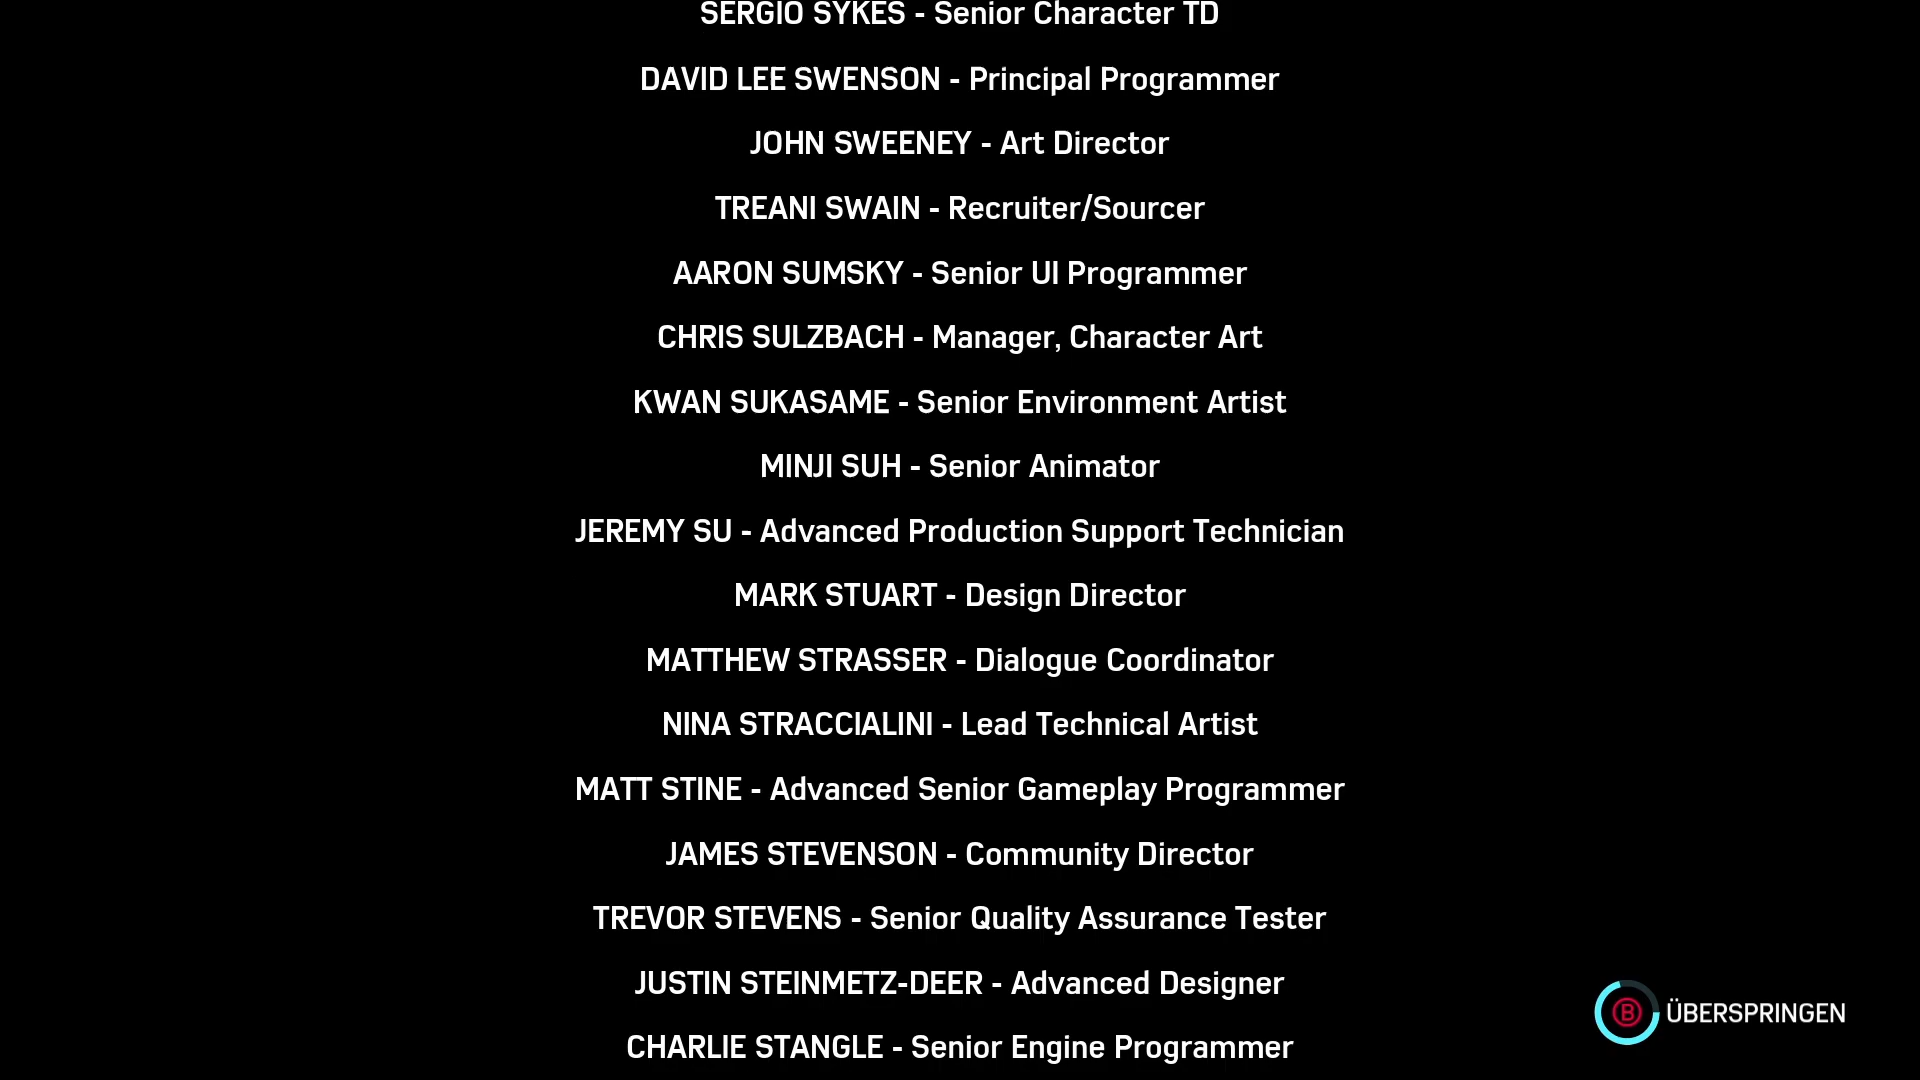 SERGIO SYKES - Senior Character TD
DAVID LEE SWENSON - Principal Programmer
JOHN SWEENEY - Art Director
TREANI SWAIN - Recruiter/Sourcer
AARON SUMSKY - Senior UI Programmer
CHRIS SULZBACH - Manager, Character Art
KWAN SUKASAME - Senior Environment Artist
MINJI SUH - Senior Animator
JEREMY SU - Advanced Production Support Technician
MARK STUART - Design Director
MATTHEW STRASSER - Dialogue Coordinator
NINA STRACCIALINI - Lead Technical Artist
MATT STINE - Advanced Senior Gameplay Programmer
JAMES STEVENSON - Community Director
TREVOR STEVENS - Senior Quality Assurance Tester
JUSTIN STEINMETZ-DEER - Advanced Designer
B ÜBERSPRINGEN
CHARLIE STANGLE - Senior Engine Programmer